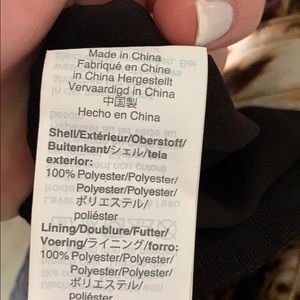 Made in China
Fabriqué en Chine
in China Hergestellt
Vervaardigd in China
中国製
Hecho en China
Shell/Extérieur/Oberstoff/
Buitenkant/シェル/tela
exterior:
100% Polyester/Polyester/
Polyester/Polyester/
ポリエステル/
poliéster
Lining/Doublure/Futter/
Voering/ライニング/forro:
100% Polyester/Polyester/
Polyester/Polyester/
ポリエステル/
poliéster